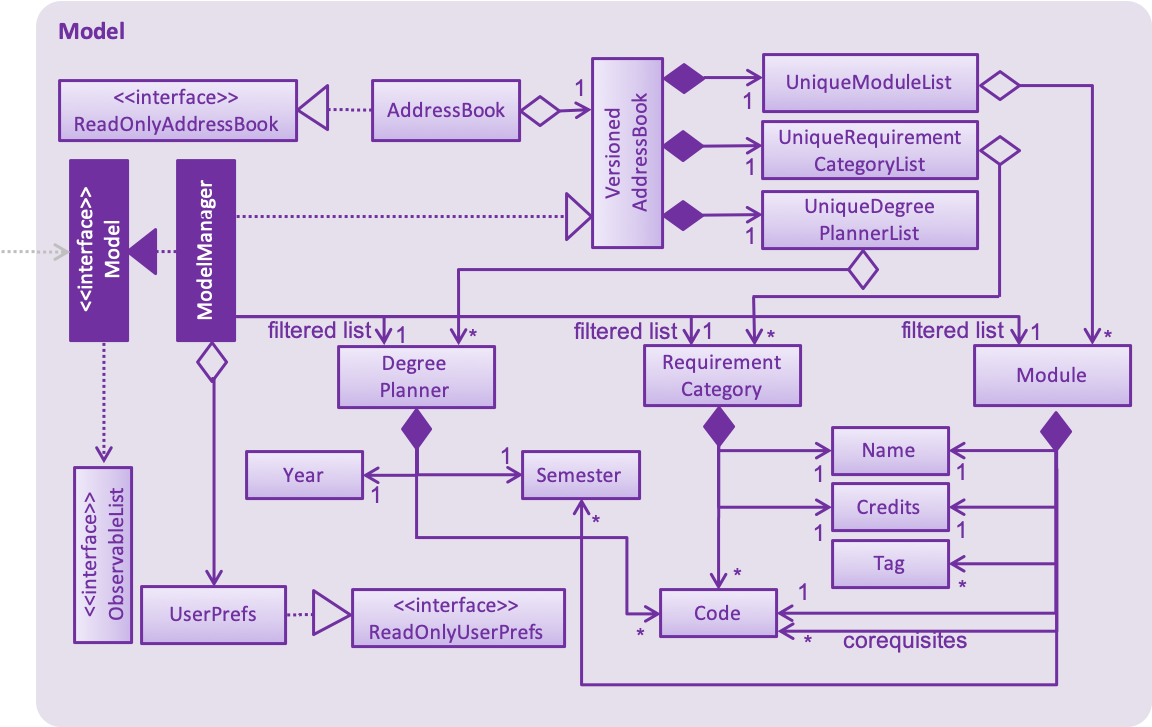 Model
<<interface>>
ReadOnlyAddressBook
AddressBook
1
Versioned
AddressBook
1
UniqueModuleList
1
UniqueRequirement
CategoryList
1
UniqueDegree
PlannerList
<<interface>>
Model
ModelManager
filtered list
1
*
filtered list
1
*
filtered list
1
*
Degree
Planner
Requirement
Category
Module
Year
1
1
Semester
*
Name
1
1
Credits
1
1
Tag
*
<<interface>>
ObservableList
UserPrefs
<<interface>>
ReadOnlyUserPrefs
*
Code
*
1
*
corequisites